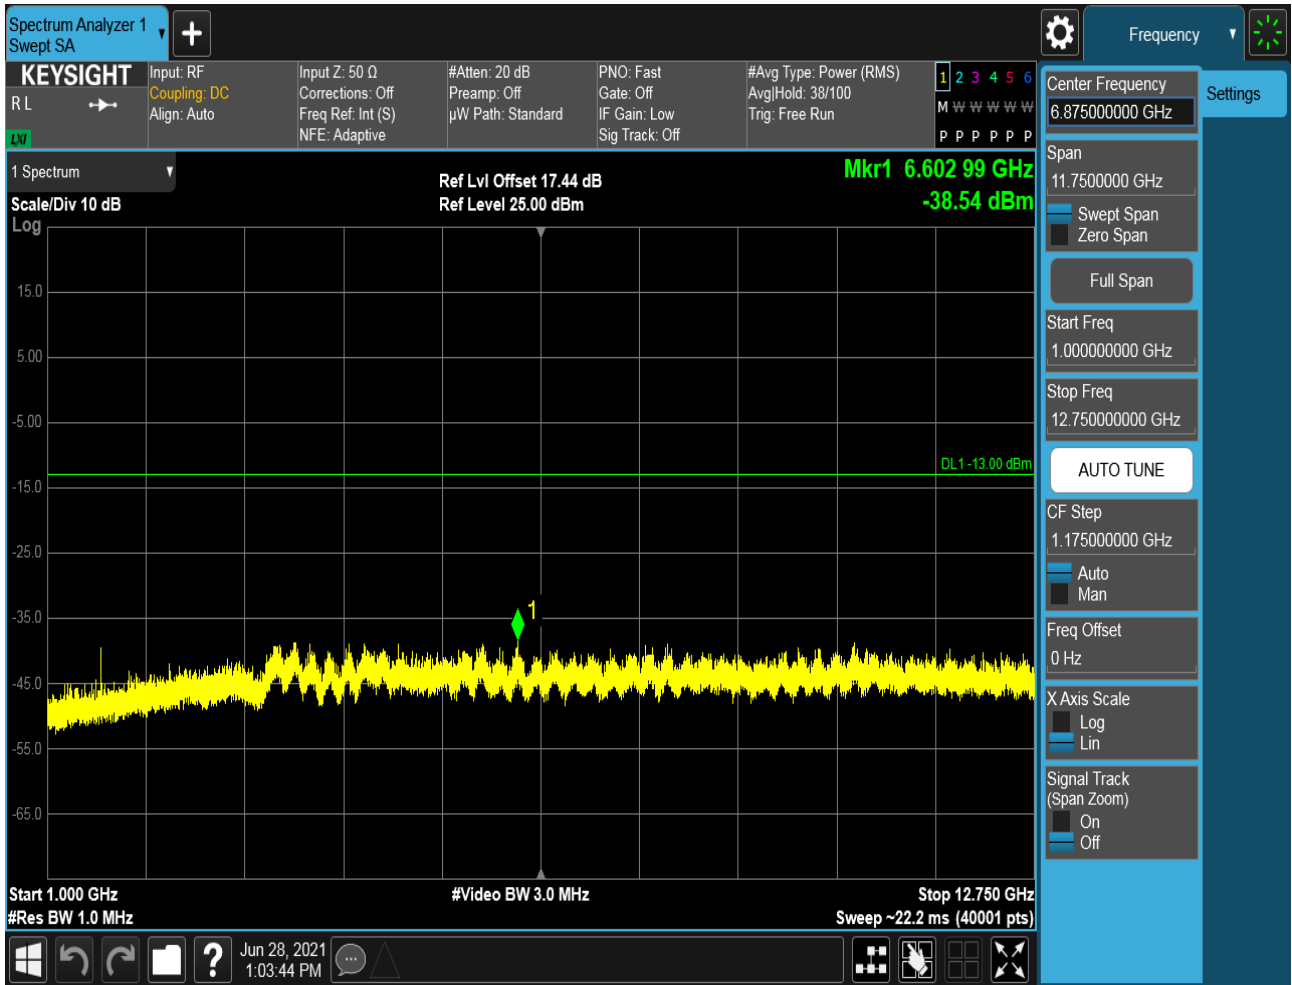 Spectrum Analyzer 1
Swept SA
Frequency
KEYSIGHT
R L
LXI
Input: RF
Coupling: DC
Align: Auto
Input Z: 50 Ω
Corrections: Off
Freq Ref: Int (S)
NFE: Adaptive
#Atten: 20 dB
Preamp: Off
µW Path: Standard
PNO: Fast
Gate: Off
IF Gain: Low
Sig Track: Off
#Avg Type: Power (RMS)
Avg|Hold: 38/100
Trig: Free Run
1 2 3 4 5 6
M W W W W W
P P P P P P
1 Spectrum
Scale/Div 10 dB
Log
Ref Lvl Offset 17.44 dB
Ref Level 25.00 dBm
Mkr1 6.602 99 GHz
-38.54 dBm
15.0
5.00
-5.00
DL1 -13.00 dBm
-15.0
-25.0
1
-35.0
-45.0
-55.0
-65.0
Start 1.000 GHz
#Res BW 1.0 MHz
#Video BW 3.0 MHz
Stop 12.750 GHz
Sweep ~22.2 ms (40001 pts)
Center Frequency
6.875000000 GHz
Settings
Span
11.7500000 GHz
Swept Span
Zero Span
Full Span
Start Freq
1.000000000 GHz
Stop Freq
12.750000000 GHz
AUTO TUNE
CF Step
1.175000000 GHz
Auto
Man
Freq Offset
0 Hz
X Axis Scale
Log
Lin
Signal Track
(Span Zoom)
On
Off
?
Jun 28, 2021
1:03:44 PM